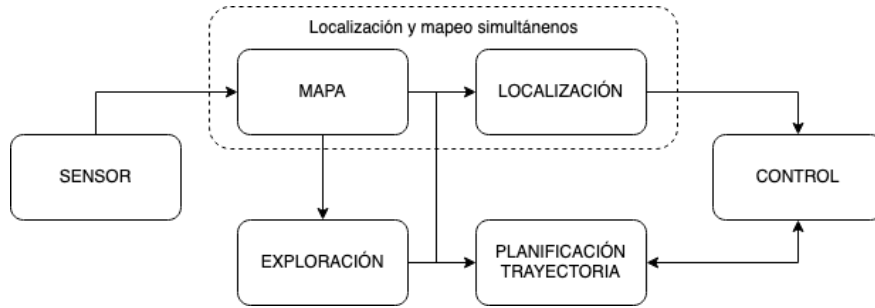 Localización y mapeo simultánenos
MAPA
LOCALIZACIÓN
SENSOR
CONTROL
EXPLORACIÓN
PLANIFICACIÓN
TRAYECTORIA